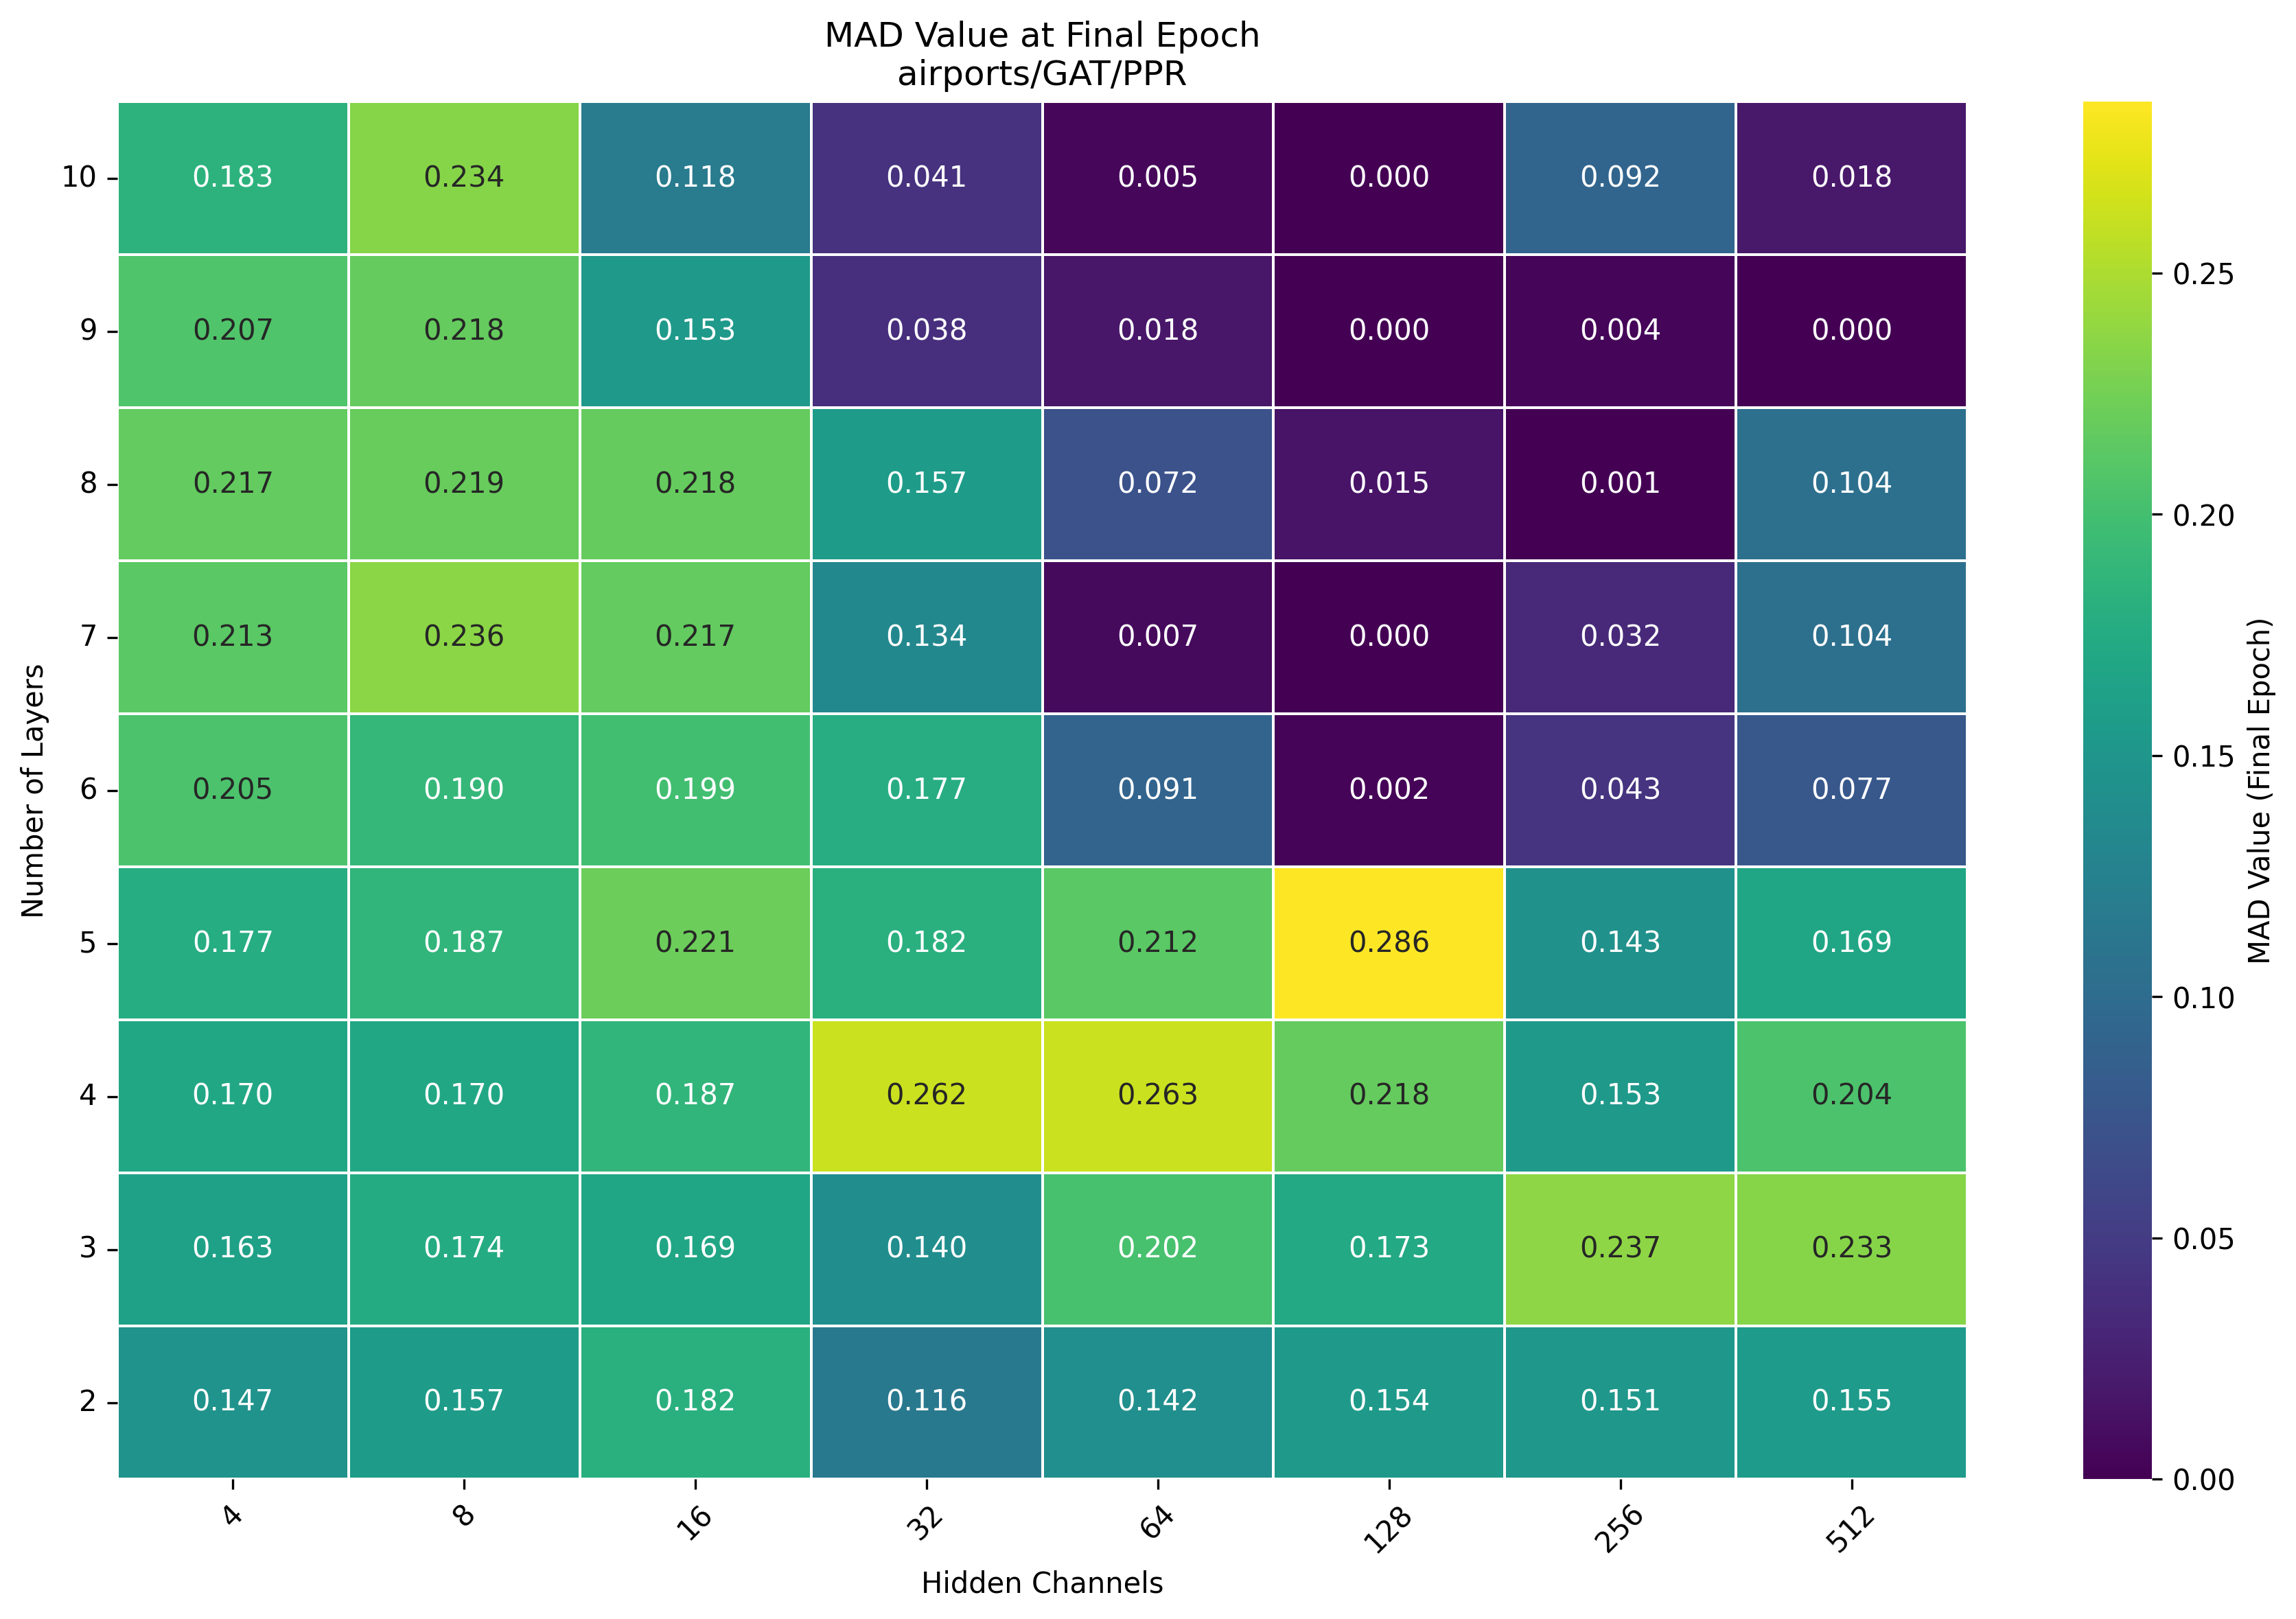 MAD Value at Final Epoch
airports/GAT/PPR
10 0.183 0.234 0.118 0.041 0.005 0.000 0.092 0.018
9 0.207 0.218 0.153 0.038 0.018 0.000 0.004 0.000
8 0.217 0.219 0.218 0.157 0.072 0.015 0.001 0.104
7 0.213 0.236 0.217 0.134 0.007 0.000 0.032 0.104
6 0.205 0.190 0.199 0.177 0.091 0.002 0.043 0.077
5 0.177 0.187 0.221 0.182 0.212 0.286 0.143 0.169
4 0.170 0.170 0.187 0.262 0.263 0.218 0.153 0.204
3 0.163 0.174 0.169 0.140 0.202 0.173 0.237 0.233
2 0.147 0.157 0.182 0.116 0.142 0.154 0.151 0.155
4 8 16 32 64 128 256 512
Hidden Channels
Number of Layers
0.25
0.20
0.15
0.10
0.05
0.00
MAD Value (Final Epoch)